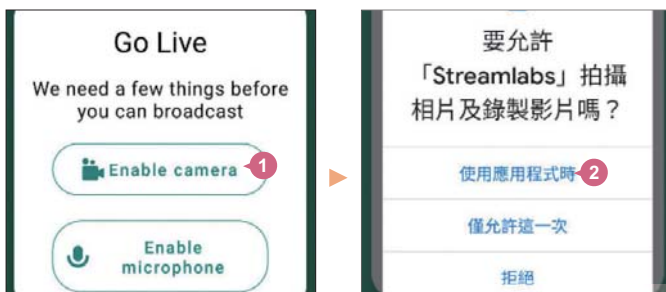 Go Live
We need a few things before
you can broadcast
Enable camera
1
Enable
microphone
要允許
「Streamlabs」拍攝
相片及錄製影片嗎？
使用應用程式時
2
僅允許這一次
拒絕